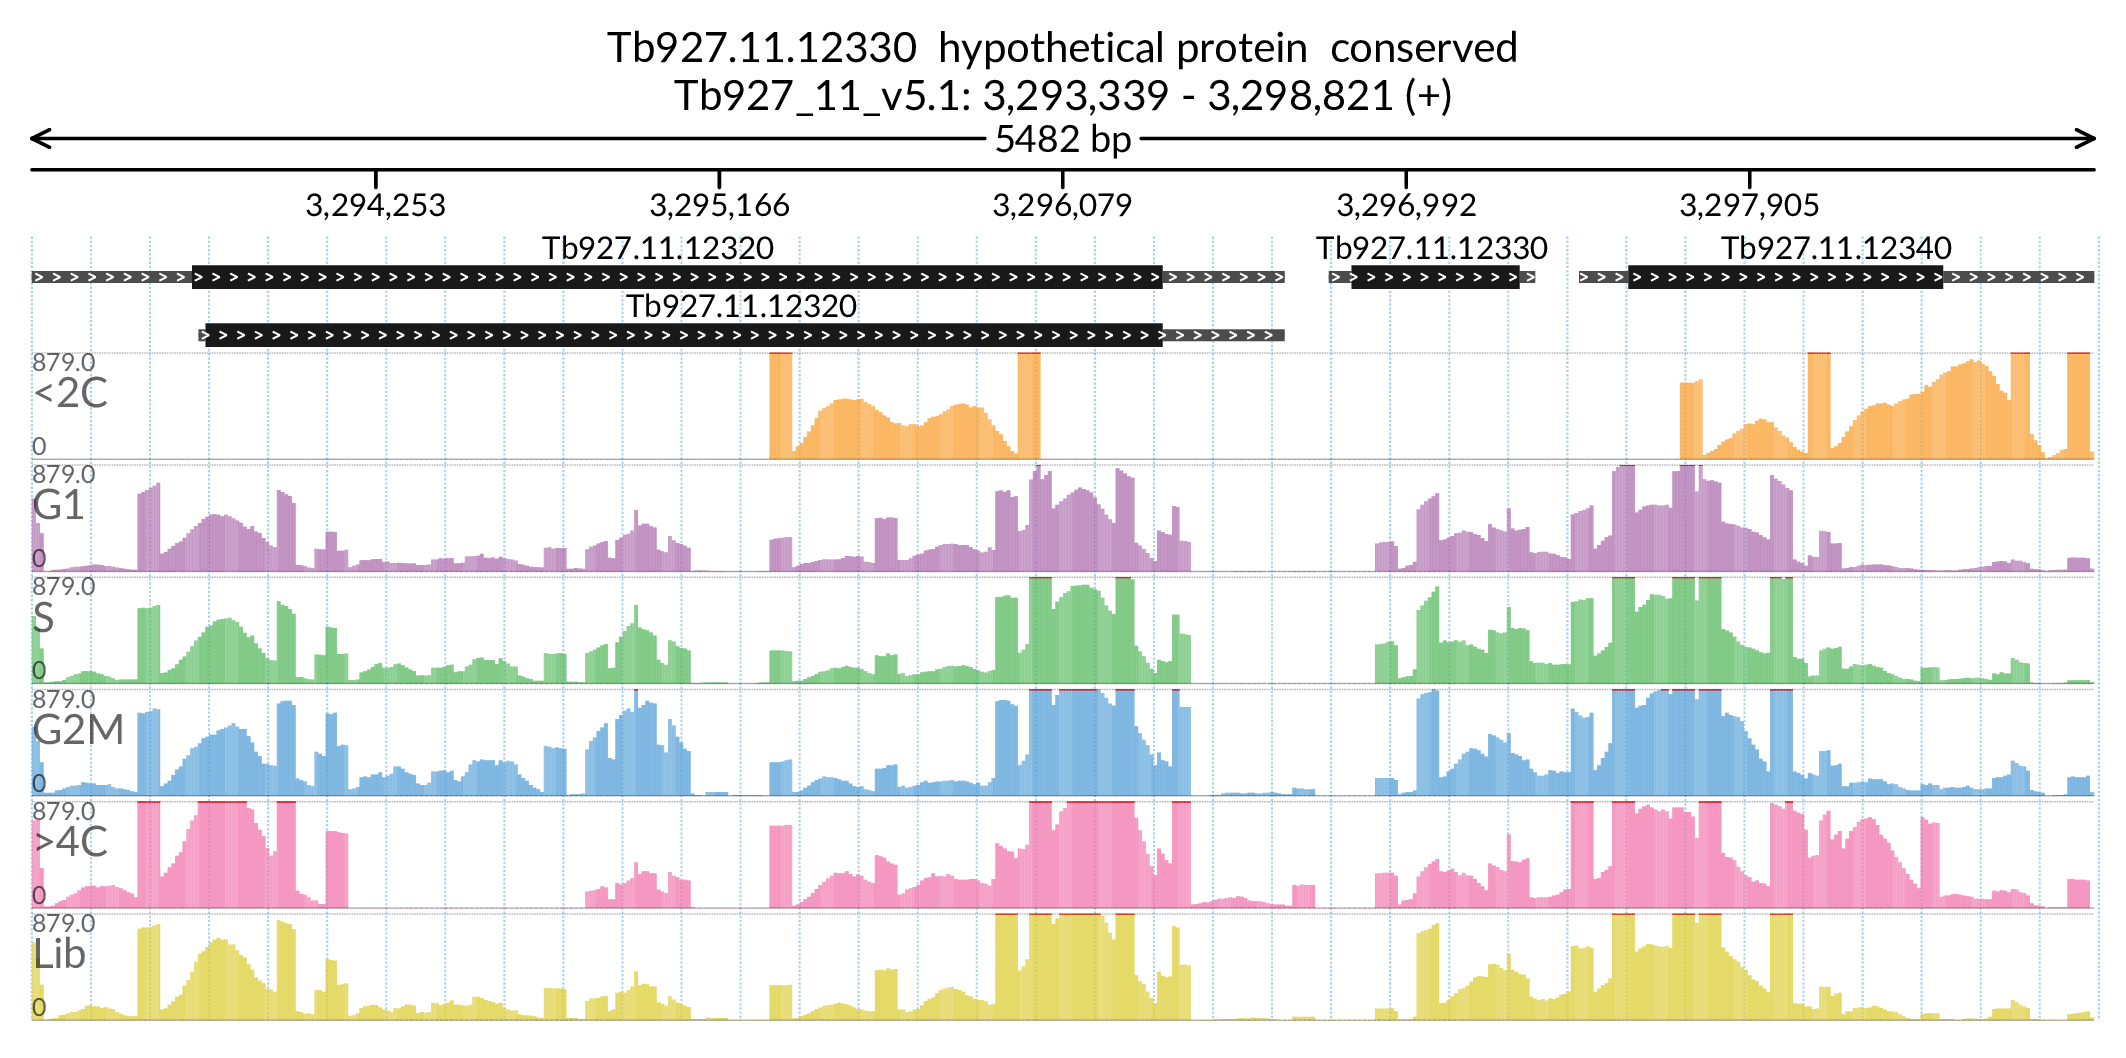 Tb927.11.12330 hypothetical protein conserved
Tb927_11_v5.1: 3,293,339 - 3,298,821 (+)
5482 bp
3,294,253 3,295,166 3,296,079 3,296,992 3,297,905
Tb927.11.12320 Tb927.11.12330 Tb927.11.12340
Tb927.11.12320
879.0
<2C
0
879.0
G1
0
879.0
S
0
879.0
G2M
0
879.0
>4C
0
879.0
Lib
0